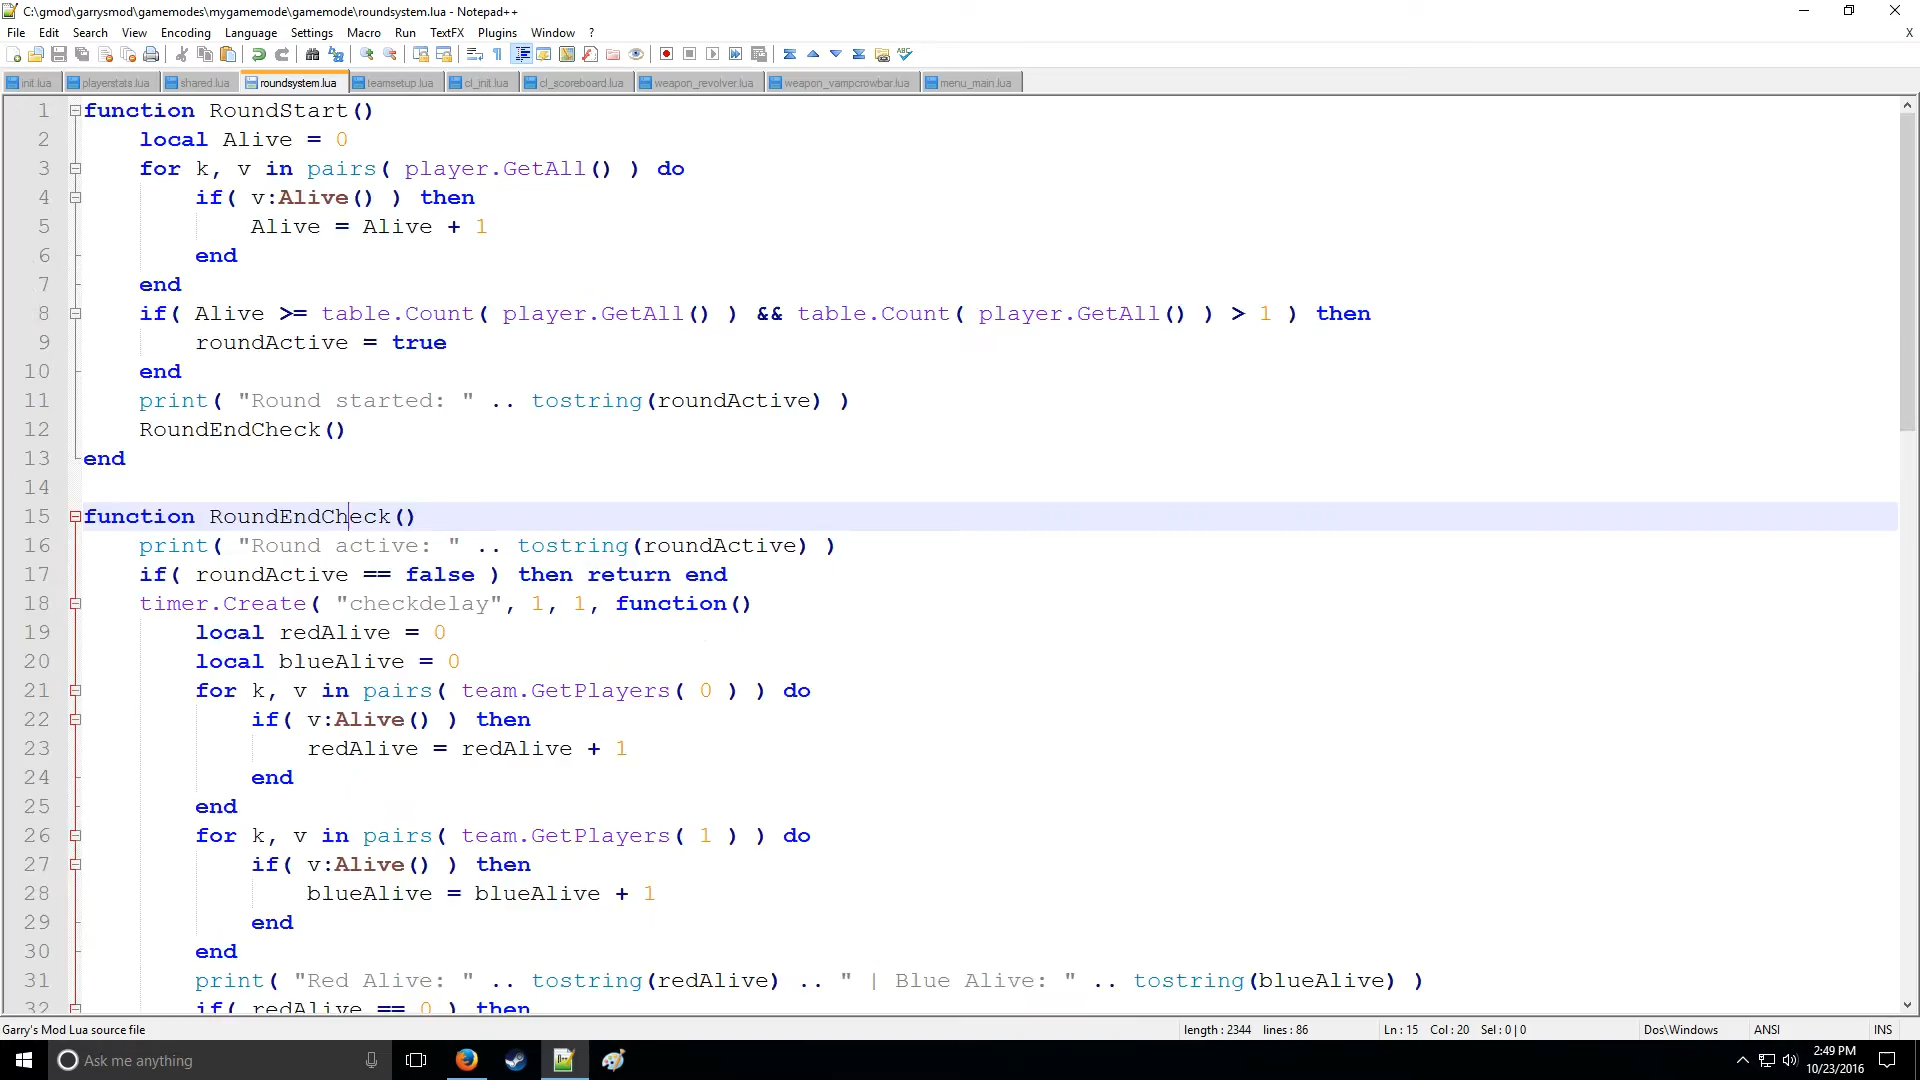 C:\gmod\garrysmod\gamemodes\mygamemode\gamemode\roundsystem.lua - Notepad++
File Edit Search View Encoding Language Settings Macro Run TextFX Plugins Window ? X
init.lua playerstats.lua shared.lua roundsystem.lua teamsetup.lua cl_init.lua cl_scoreboard.lua weapon_revolver.lua weapon_vampcrowbar.lua menu_main.lua
1 function RoundStart()
2 local Alive = 0
3 for k, v in pairs( player.GetAll() ) do
4 if( v:Alive() ) then
5 Alive = Alive + 1
6 end
7 end
8 if( Alive >= table.Count( player.GetAll() ) && table.Count( player.GetAll() ) > 1 ) then
9 roundActive = true
10 end
11 print( "Round started: " .. tostring(roundActive) )
12 RoundEndCheck()
13 end
14
15 function RoundEndCheck()
16 print( "Round active: " .. tostring(roundActive) )
17 if( roundActive == false ) then return end
18 timer.Create( "checkdelay", 1, 1, function()
19 local redAlive = 0
20 local blueAlive = 0
21 for k, v in pairs( team.GetPlayers( 0 ) ) do
22 if( v:Alive() ) then
23 redAlive = redAlive + 1
24 end
25 end
26 for k, v in pairs( team.GetPlayers( 1 ) ) do
27 if( v:Alive() ) then
28 blueAlive = blueAlive + 1
29 end
30 end
31 print( "Red Alive: " .. tostring(redAlive) .. " | Blue Alive: " .. tostring(blueAlive) )
32 if( redAlive == 0 ) then
Garry's Mod Lua source file length : 2344 lines : 86 Ln : 15 Col : 20 Sel : 0 | 0 Dos\Windows ANSI INS
Ask me anything
2:49 PM
10/23/2016